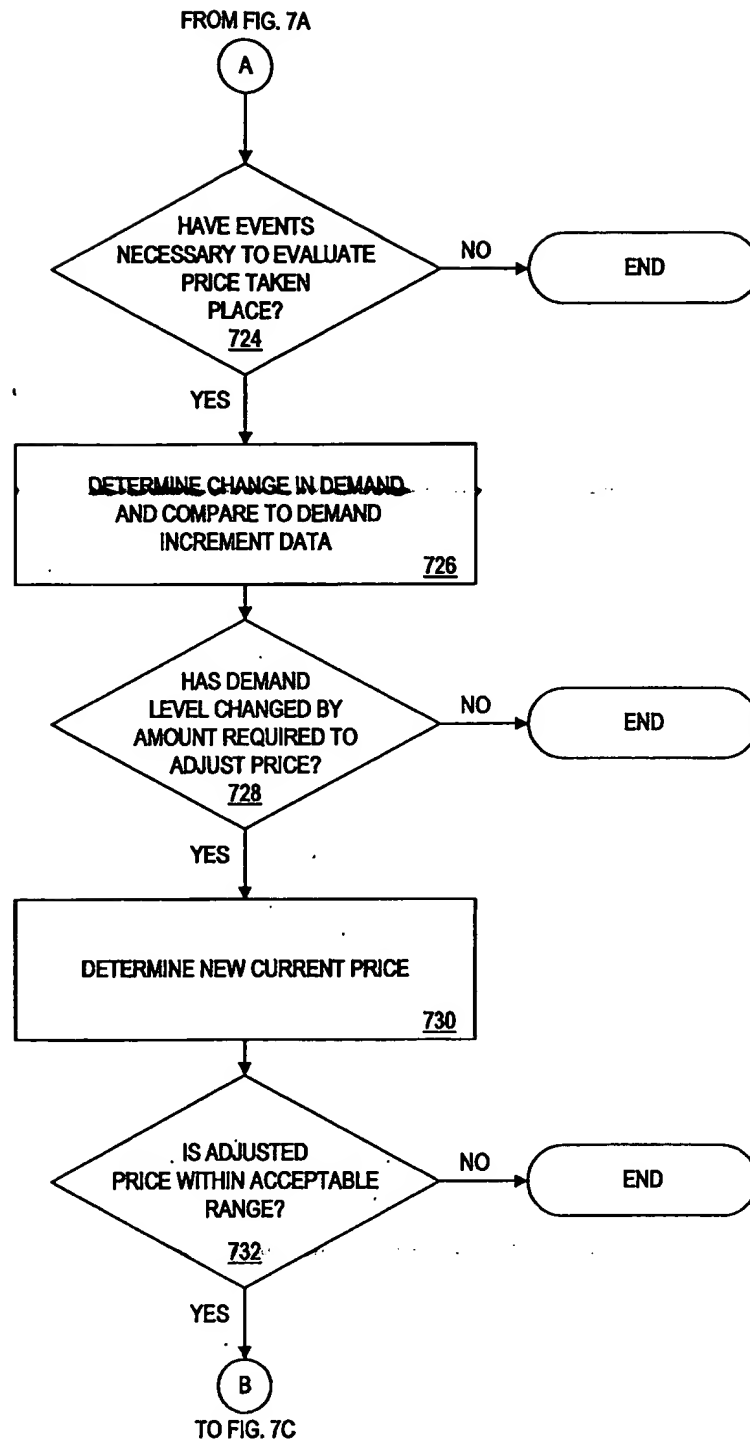 FROM FIG. 7A
A
HAVE EVENTS
NECESSARY TO EVALUATE
PRICE TAKEN
PLACE?
724
NO
END
YES
DETERMINE CHANGE IN DEMAND
AND COMPARE TO DEMAND
INCREMENT DATA
726
HAS DEMAND
LEVEL CHANGED BY
AMOUNT REQUIRED TO
ADJUST PRICE?
728
NO
END
YES
DETERMINE NEW CURRENT PRICE
730
IS ADJUSTED
PRICE WITHIN ACCEPTABLE
RANGE?
732
NO
END
YES
B
TO FIG. 7C